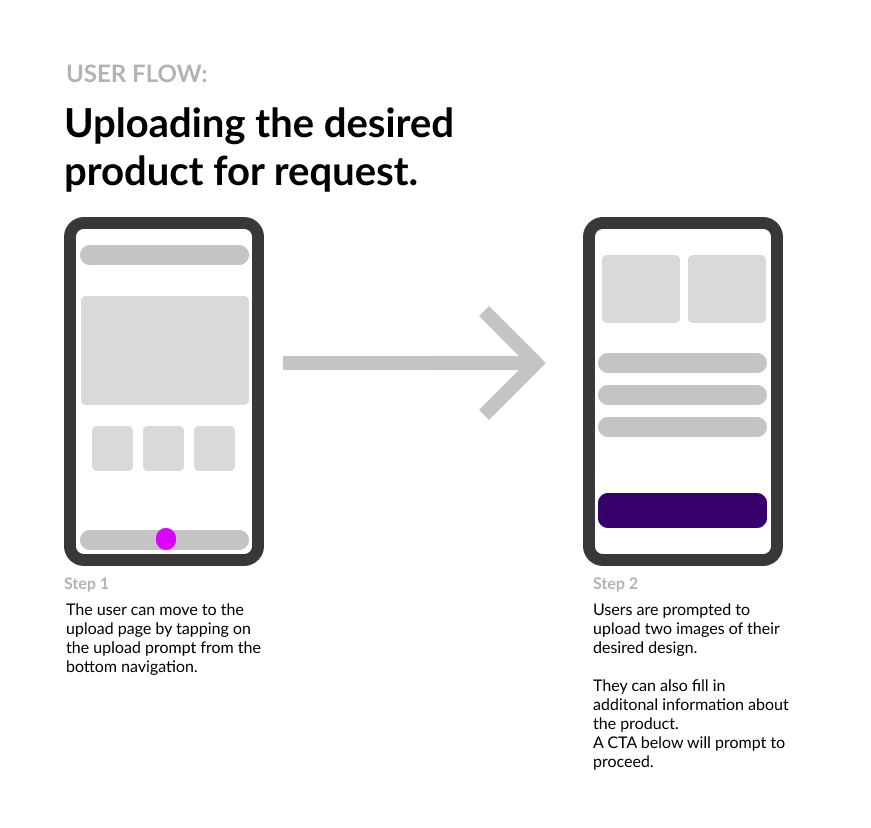 USER FLOW:
Uploading the desired
product for request.
Step 1
The user can move to the
upload page by tapping on
the upload prompt from the
bottom navigation.
Step 2
Users are prompted to
upload two images of their
desired design.
They can also fill in
additonal information about
the product.
A CTA below will prompt to
proceed.